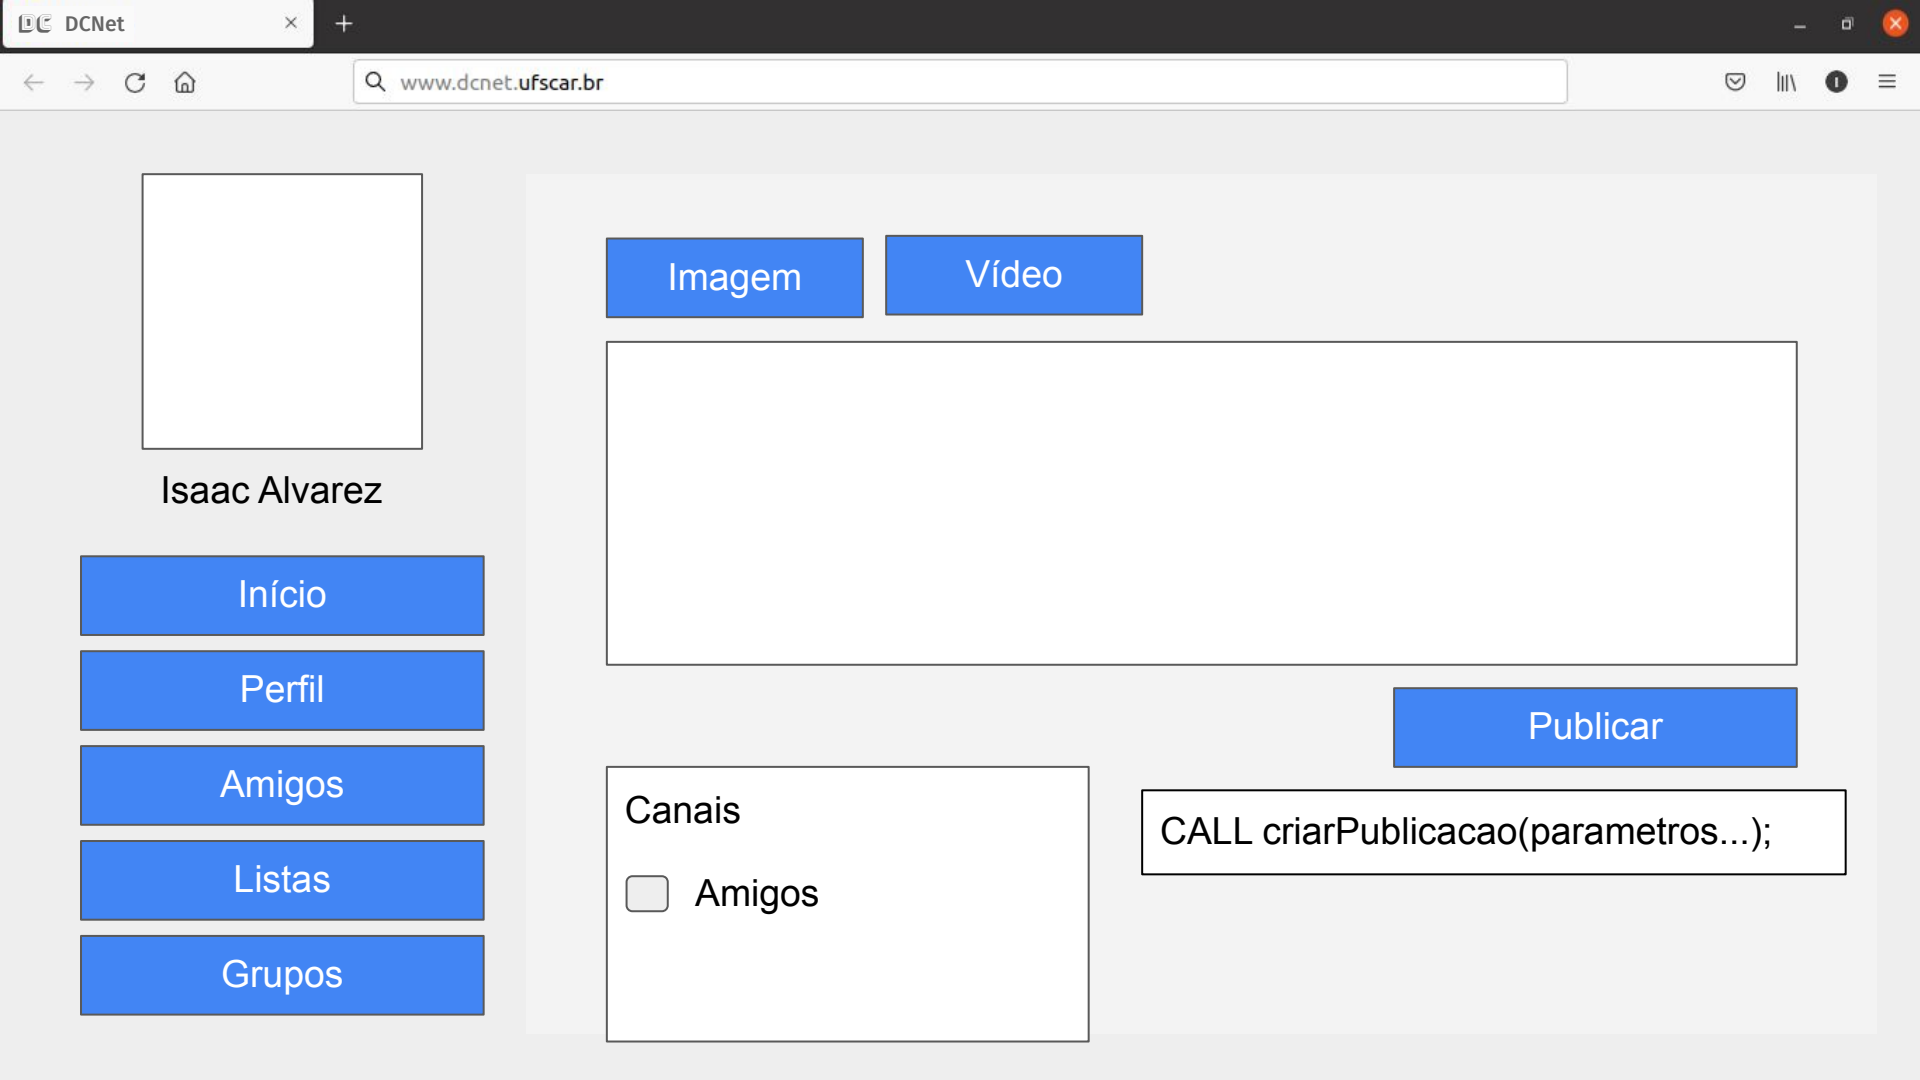 DC DCNet
www.dcnet.ufscar.br
Isaac Alvarez
Início
Perfil
Amigos
Listas
Grupos
Imagem
Vídeo
Publicar
Canais
Amigos
CALL criarPublicacao(parametros...);